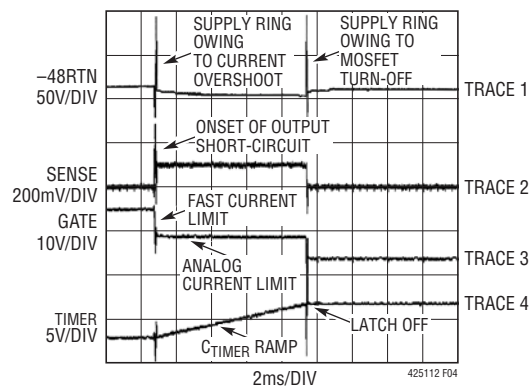 SUPPLY RING
OWING
TO CURRENT
OVERSHOOT
SUPPLY RING
OWING TO
MOSFET
TURN-OFF
–48RTN
50V/DIV
TRACE 1
ONSET OF OUTPUT
SHORT-CIRCUIT
SENSE
200mV/DIV
TRACE 2
GATE
10V/DIV
FAST CURRENT
LIMIT
TRACE 3
ANALOG
CURRENT LIMIT
TRACE 4
TIMER
5V/DIV
LATCH OFF
CTIMER RAMP
2ms/DIV
425112 F04